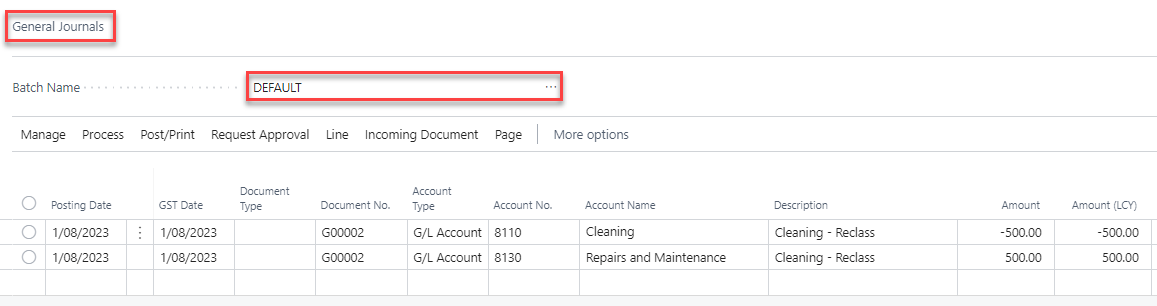 General Journals
Batch Name DEFAULT ...
Manage Process Post/Print Request Approval Line Incoming Document Page More options
Posting Date GST Date Document Type Document No. Account Type Account No. Account Name Description Amount Amount (LCY)
1/08/2023 1/08/2023 G00002 G/L Account 8110 Cleaning Cleaning - Reclass -500.00 -500.00
1/08/2023 1/08/2023 G00002 G/L Account 8130 Repairs and Maintenance Cleaning - Reclass 500.00 500.00